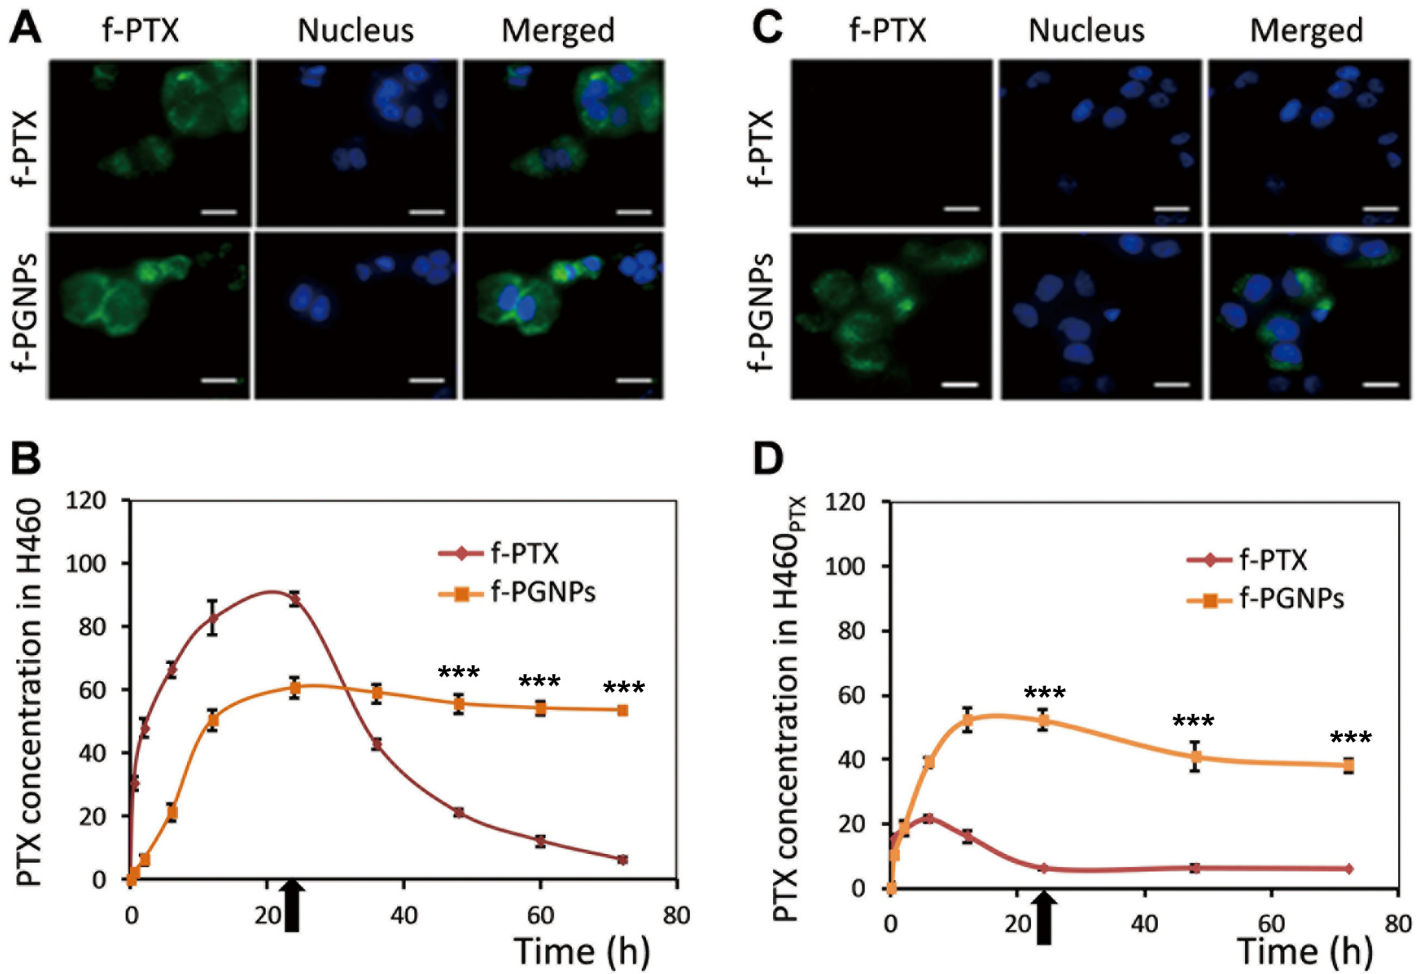 A
f-PTX Nucleus Merged
f-PTX
f-PGNPs
C
f-PTX Nucleus Merged
f-PTX
f-PGNPs
B
PTX concentration in H460
120
100
80
60
40
20
0
f-PTX
f-PGNPs
*** *** ***
0 20 40 60 80
Time (h)
D
PTX concentration in H460PTX
120
100
80
60
40
20
0
f-PTX
f-PGNPs
*** *** ***
0 20 40 60 80
Time (h)